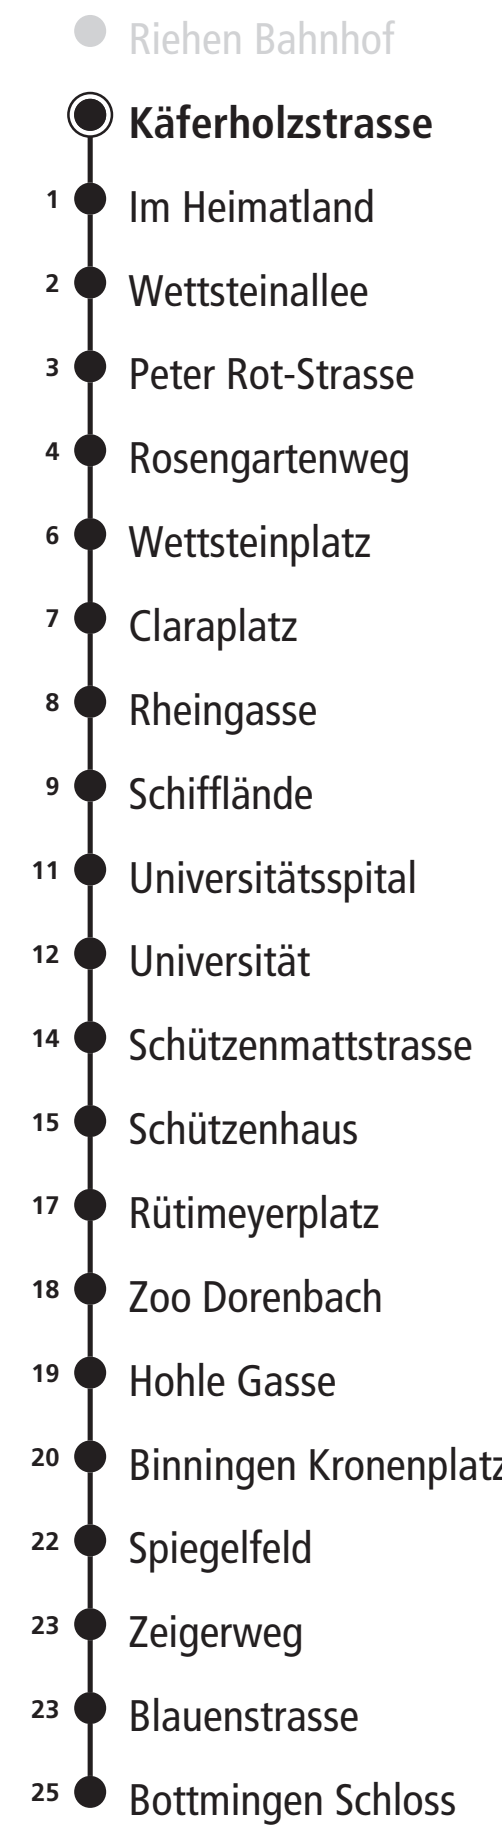 Riehen Bahnhof
Käferholzstrasse
1 Im Heimatland
2 Wettsteinallee
3 Peter Rot-Strasse
4 Rosengartenweg
6 Wettsteinplatz
7 Claraplatz
8 Rheingasse
9 Schifflände
11 Universitätsspital
12 Universität
14 Schützenmattstrasse
15 Schützenhaus
17 Rütimeyerplatz
18 Zoo Dorenbach
19 Hohle Gasse
20 Binningen Kronenplatz
22 Spiegelfeld
23 Zeigerweg
23 Blauenstrasse
25 Bottmingen Schloss